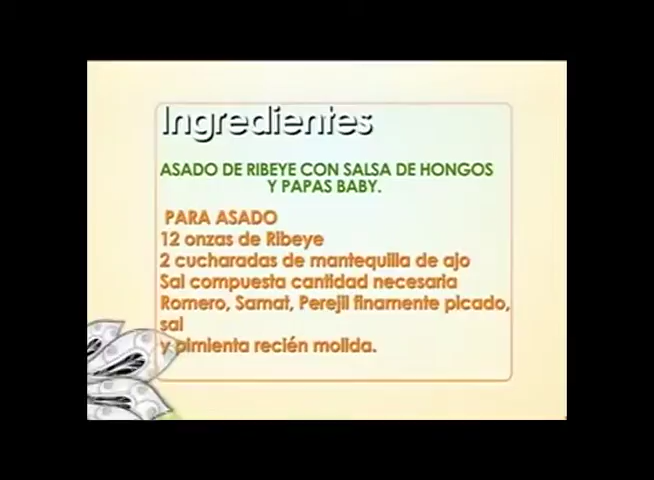 Ingredientes
ASADO DE RIBEYE CON SALSA DE HONGOS
Y PAPAS BABY.
PARA ASADO
12 onzas de Ribeye
2 cucharadas de mantequilla de ajo
Sal compuesta cantidad necesaria
Romero, Samat, Perejil finamente picado,
sal
y pimienta recién molida.